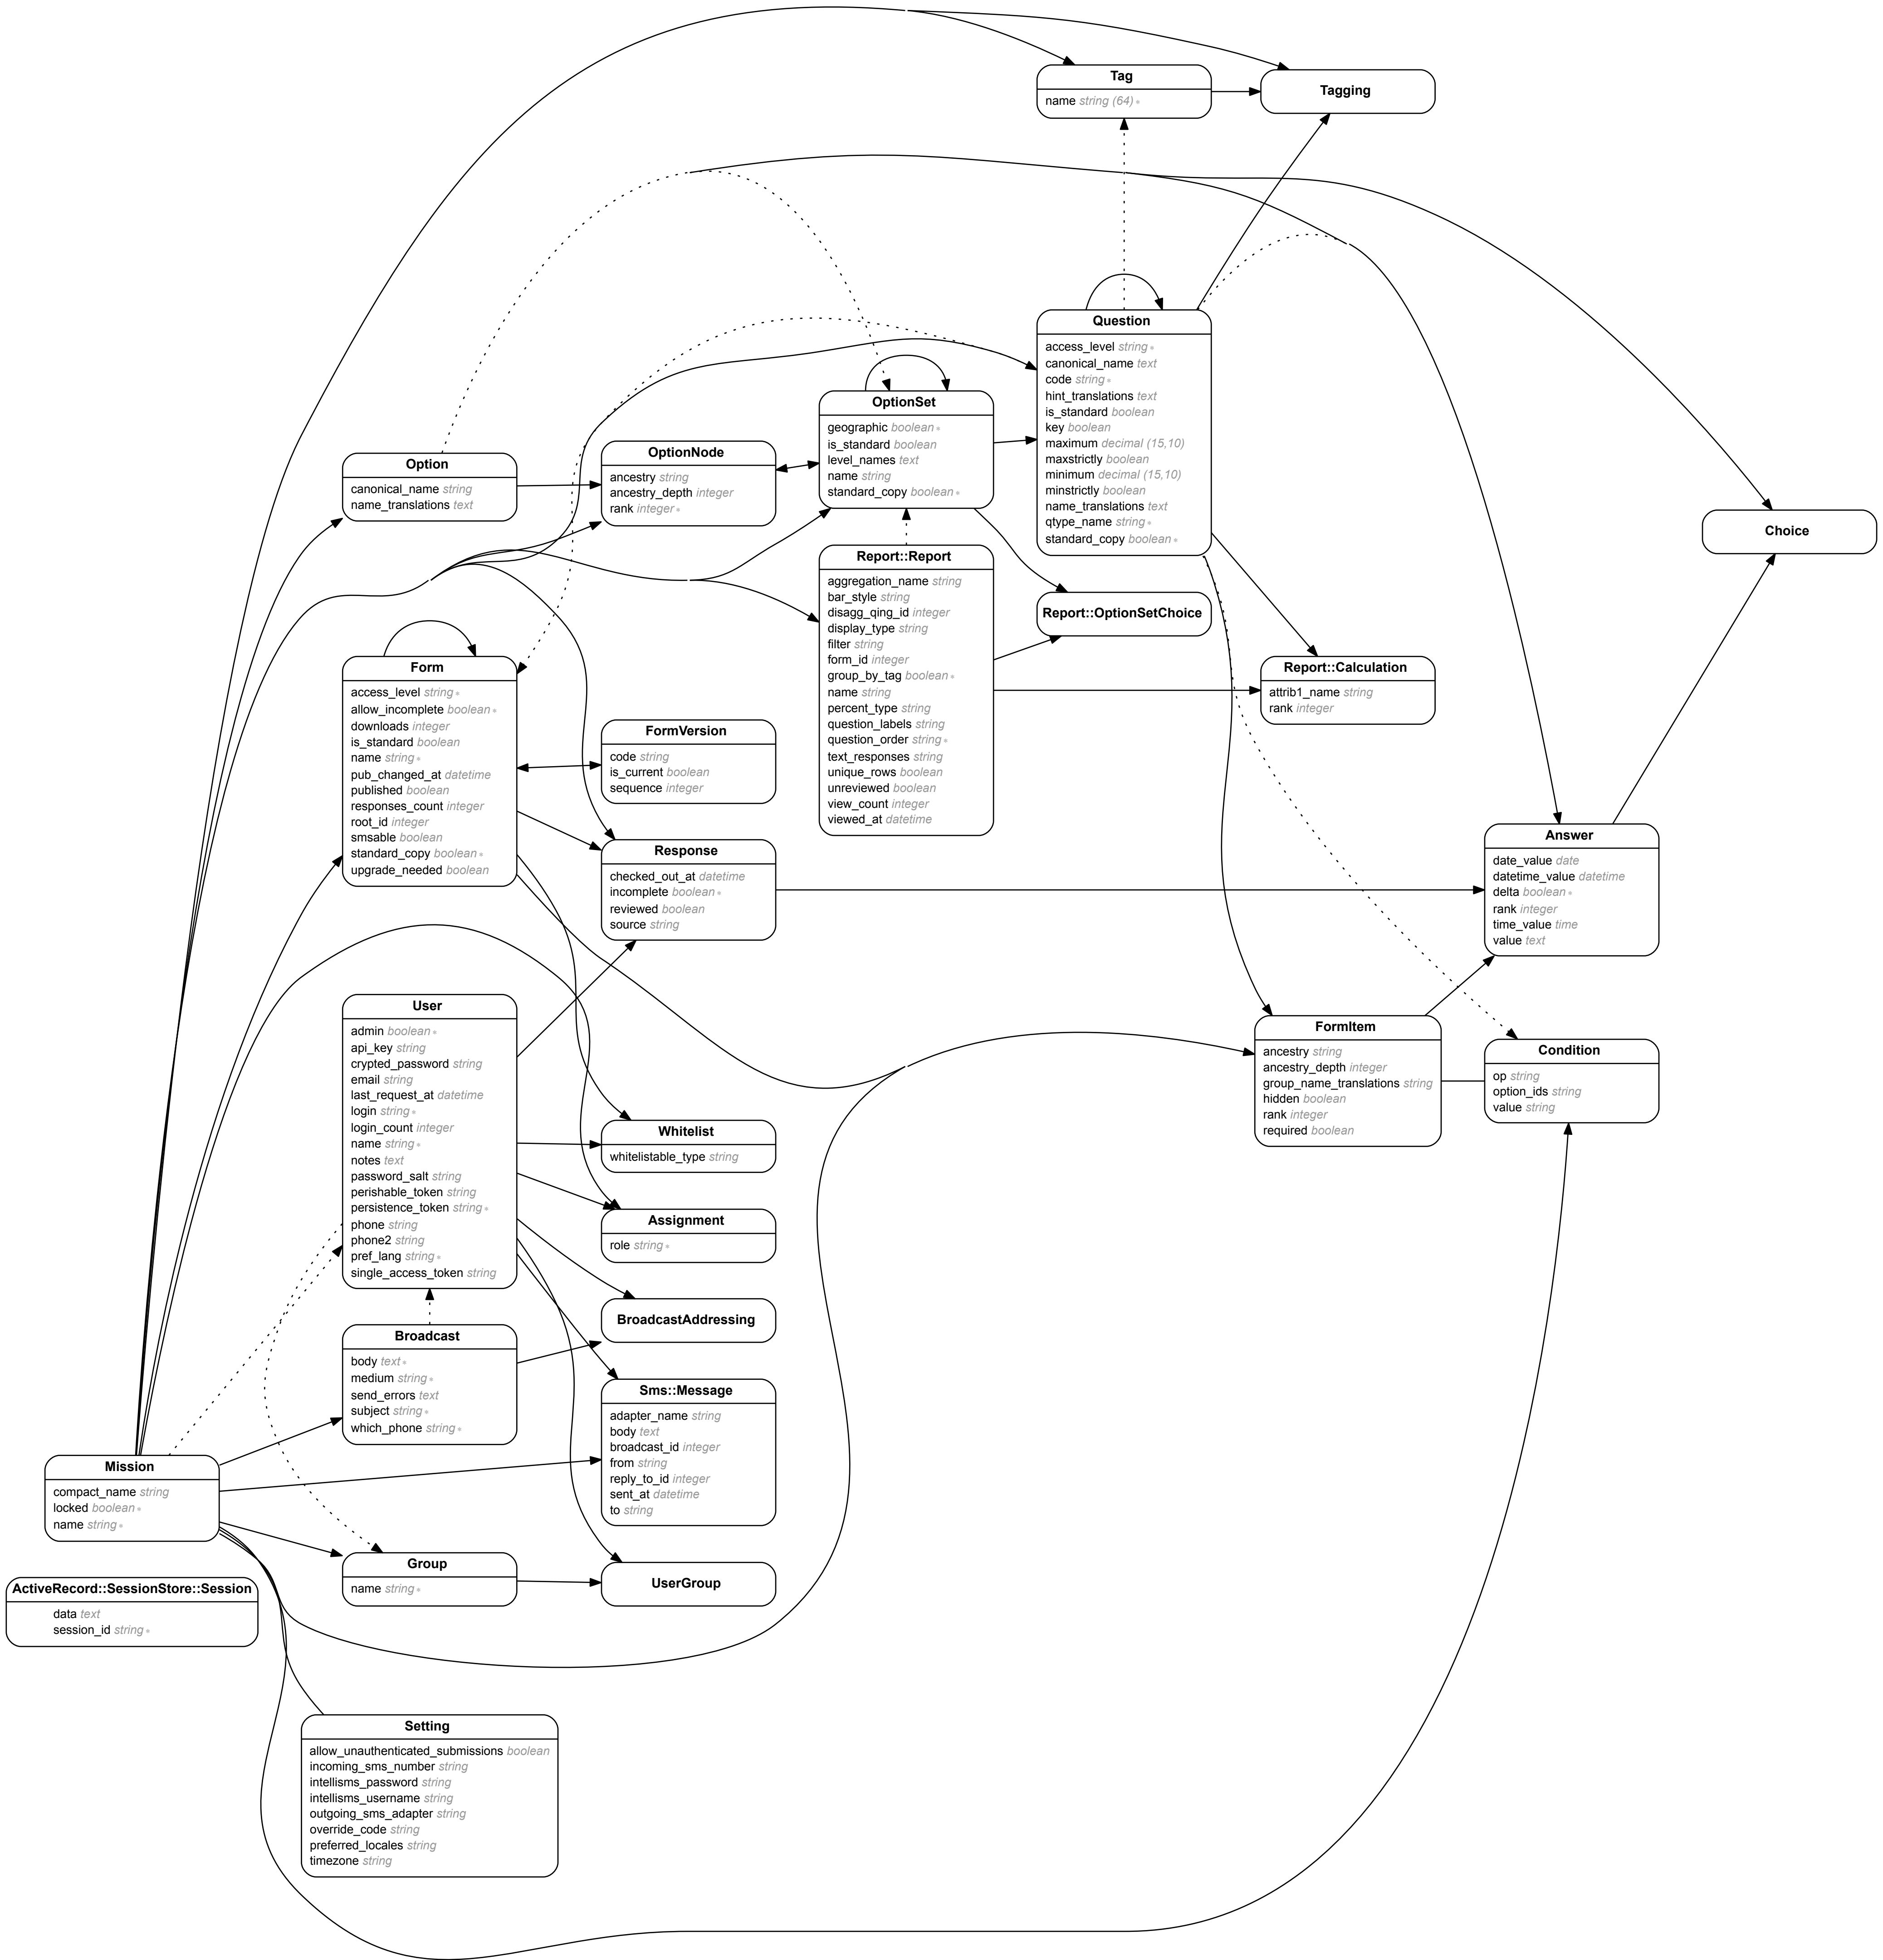 Tag
name string (64) ∗
Tagging
Question
access_level string ∗
canonical_name text
code string ∗
hint_translations text
is_standard boolean
key boolean
maximum decimal (15,10)
maxstrictly boolean
minimum decimal (15,10)
minstrictly boolean
name_translations text
qtype_name string ∗
standard_copy boolean ∗
OptionSet
geographic boolean ∗
is_standard boolean
level_names text
name string
standard_copy boolean ∗
OptionNode
ancestry string
ancestry_depth integer
rank integer ∗
Option
canonical_name string
name_translations text
Choice
Report::Report
aggregation_name string
bar_style string
disagg_qing_id integer
display_type string
filter string
form_id integer
group_by_tag boolean ∗
name string
percent_type string
question_labels string
question_order string ∗
text_responses string
unique_rows boolean
unreviewed boolean
view_count integer
viewed_at datetime
Report::OptionSetChoice
Report::Calculation
attrib1_name string
rank integer
Form
access_level string ∗
allow_incomplete boolean ∗
downloads integer
is_standard boolean
name string ∗
pub_changed_at datetime
published boolean
responses_count integer
root_id integer
smsable boolean
standard_copy boolean ∗
upgrade_needed boolean
FormVersion
code string
is_current boolean
sequence integer
Response
checked_out_at datetime
incomplete boolean ∗
reviewed boolean
source string
Answer
date_value date
datetime_value datetime
delta boolean ∗
rank integer
time_value time
value text
User
admin boolean ∗
api_key string
crypted_password string
email string
last_request_at datetime
login string ∗
login_count integer
name string ∗
notes text
password_salt string
perishable_token string
persistence_token string ∗
phone string
phone2 string
pref_lang string ∗
single_access_token string
FormItem
ancestry string
ancestry_depth integer
group_name_translations string
hidden boolean
rank integer
required boolean
Condition
op string
option_ids string
value string
Whitelist
whitelistable_type string
Assignment
role string ∗
BroadcastAddressing
Broadcast
body text ∗
medium string ∗
send_errors text
subject string ∗
which_phone string ∗
Sms::Message
adapter_name string
body text
broadcast_id integer
from string
reply_to_id integer
sent_at datetime
to string
Mission
compact_name string
locked boolean ∗
name string ∗
Group
name string ∗
UserGroup
ActiveRecord::SessionStore::Session
data text
session_id string ∗
Setting
allow_unauthenticated_submissions boolean
incoming_sms_number string
intellisms_password string
intellisms_username string
outgoing_sms_adapter string
override_code string
preferred_locales string
timezone string